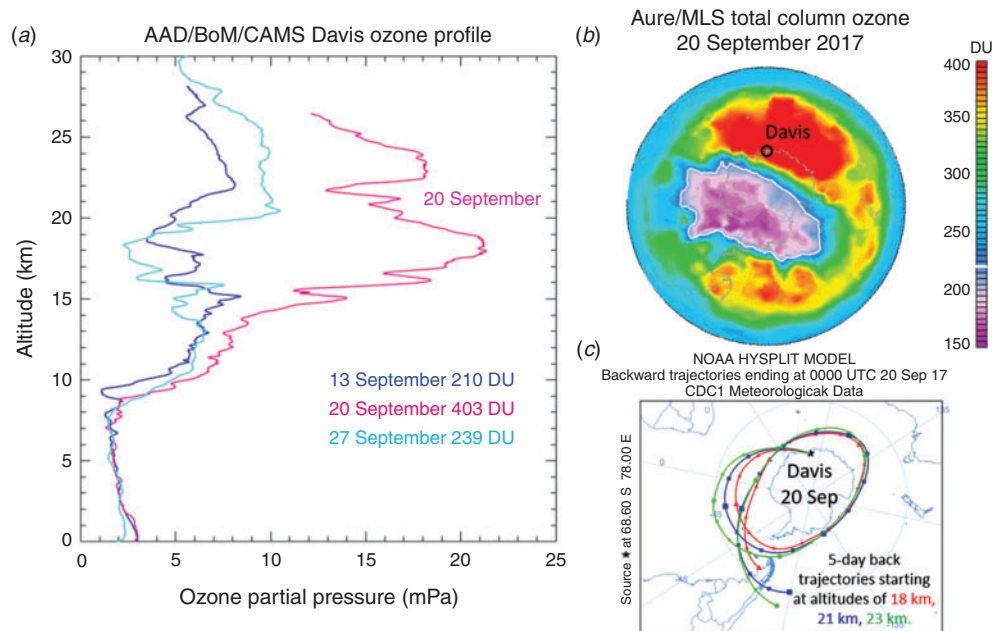 (a)
AAD/BoM/CAMS Davis ozone profile
30
25
20
15
10
5
0
Altitude (km)
0
5
10
15
20
25
Ozone partial pressure (mPa)
20 September
13 September 210 DU
20 September 403 DU
27 September 239 DU
(b)
Aure/MLS total column ozone
20 September 2017
DU
400
350
300
250
200
150
Davis
(c)
NOAA HYSPLIT MODEL
Backward trajectories ending at 0000 UTC 20 Sep 17
CDC1 Meteorologicak Data
Source ★ at 68.60 S 78.00 E
0
135
Davis
20 Sep
5-day back
trajectories starting
at altitudes of 18 km,
21 km, 23 km.
-135